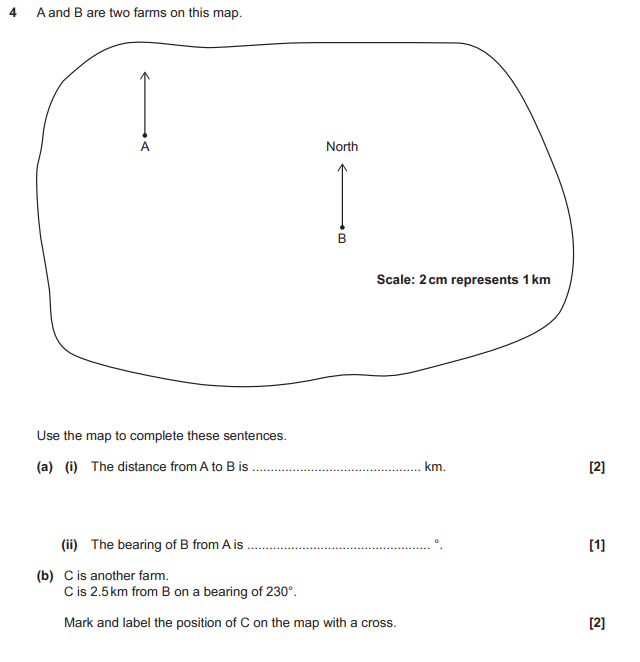 4 A and B are two farms on this map.
A
North
B
Scale: 2 cm represents 1 km
Use the map to complete these sentences.
(a) (i) The distance from A to B is .............................................. km. [2]
(ii) The bearing of B from A is .................................................. °. [1]
(b) C is another farm.
C is 2.5 km from B on a bearing of 230°.
Mark and label the position of C on the map with a cross. [2]